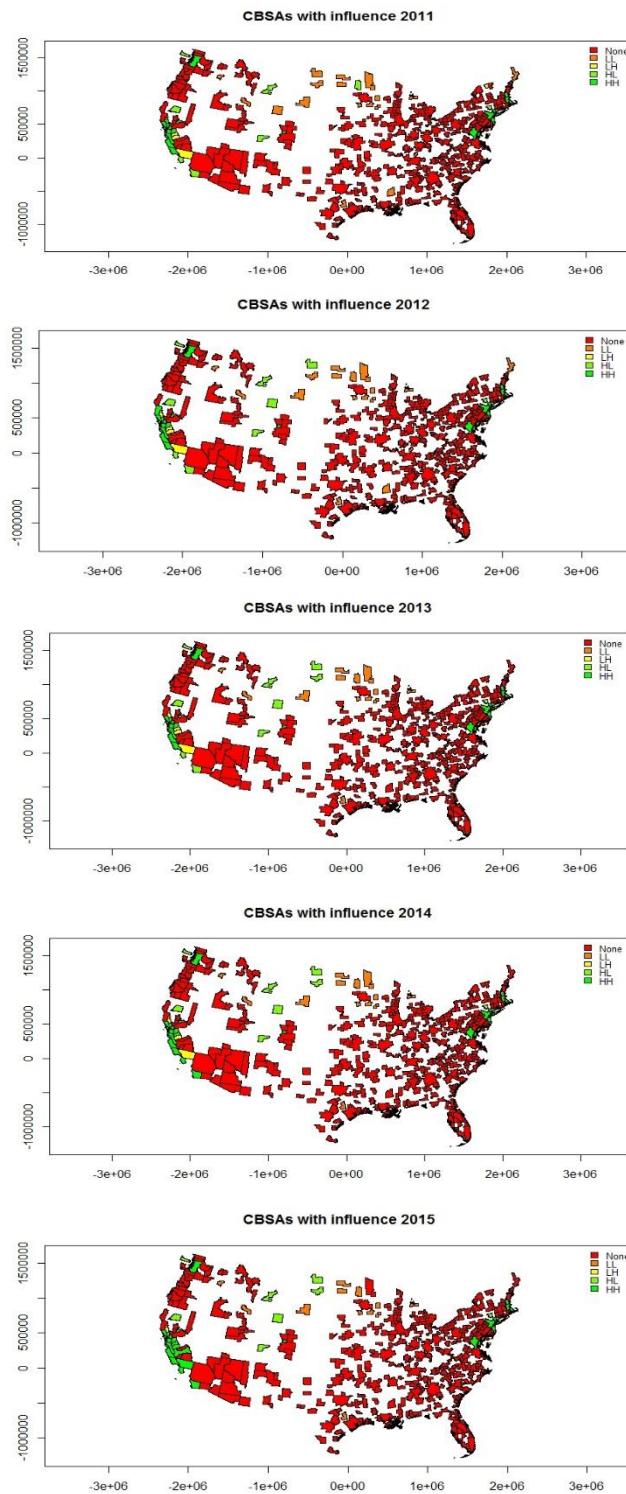 CBSAs with influence 2011
None
LL
LH
HL
HH
1500000
500000
0
-1000000
-3e+06 -2e+06 -1e+06 0e+00 1e+06 2e+06 3e+06
CBSAs with influence 2012
None
LL
LH
HL
HH
1500000
500000
0
-1000000
-3e+06 -2e+06 -1e+06 0e+00 1e+06 2e+06 3e+06
CBSAs with influence 2013
None
LL
LH
HL
HH
1500000
500000
0
-1000000
-3e+06 -2e+06 -1e+06 0e+00 1e+06 2e+06 3e+06
CBSAs with influence 2014
None
LL
LH
HL
HH
1500000
500000
0
-1000000
-3e+06 -2e+06 -1e+06 0e+00 1e+06 2e+06 3e+06
CBSAs with influence 2015
None
LL
LH
HL
HH
1500000
500000
0
-1000000
-3e+06 -2e+06 -1e+06 0e+00 1e+06 2e+06 3e+06